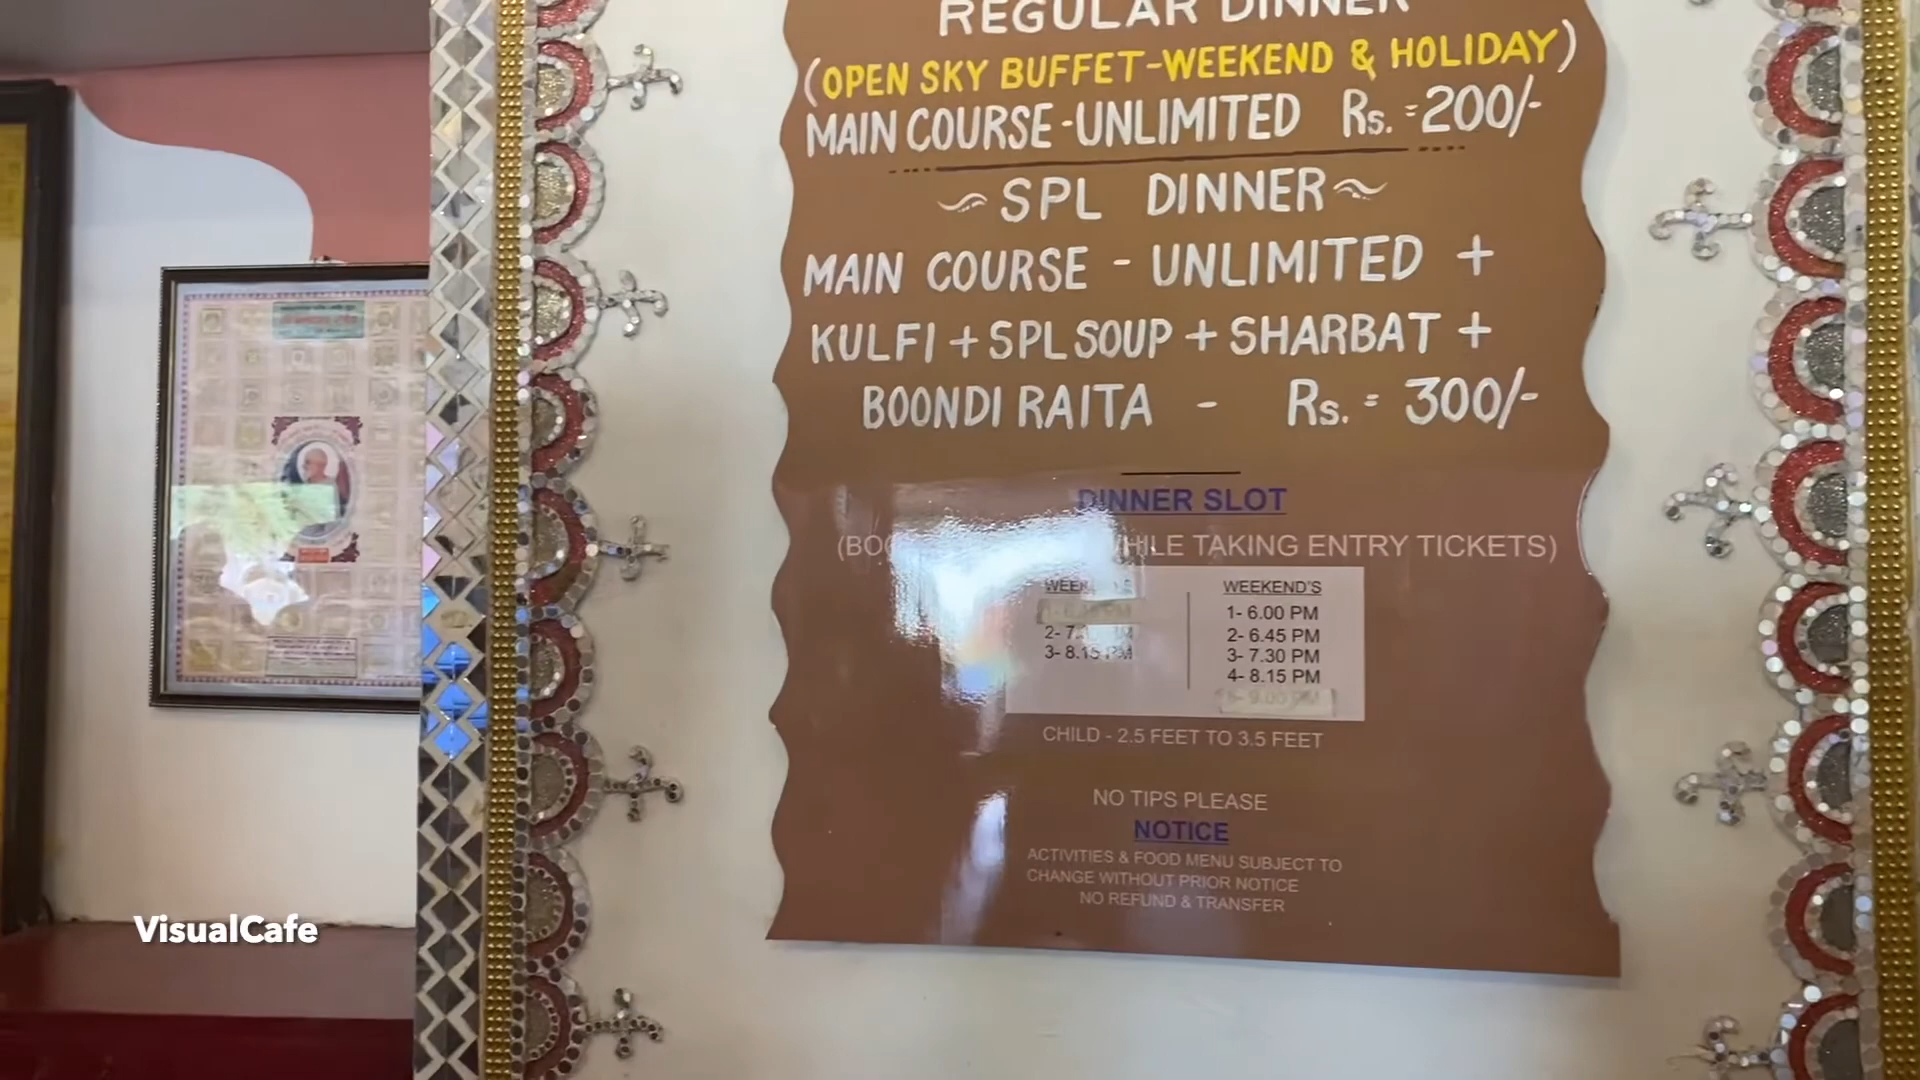 REGULAR DINNER
(OPEN SKY BUFFET-WEEKEND & HOLIDAY)
MAIN COURSE-UNLIMITED Rs. =200/-
SPL DINNER
MAIN COURSE - UNLIMITED +
KULFI + SPL SOUP + SHARBAT +
BOONDI RAITA - Rs. = 300/-
DINNER SLOT
TAKING ENTRY TICKETS)
WEEKEND'S
1- 6.00 PM
2- 6.45 PM
3- 7.30 PM
4- 8.15 PM
5- 9.00 PM
3- 8.15 PM
CHILD - 2.5 FEET TO 3.5 FEET
NO TIPS PLEASE
NOTICE
ACTIVITIES & FOOD MENU SUBJECT TO
CHANGE WITHOUT PRIOR NOTICE
NO REFUND & TRANSFER
VisualCafe